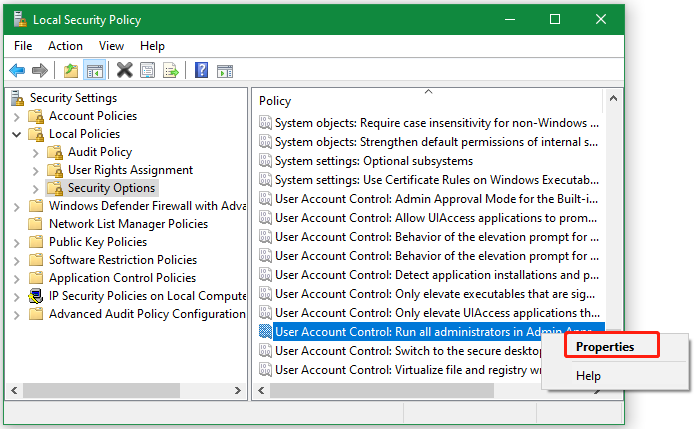 Local Security Policy
File Action View Help
Security Settings
Account Policies
Local Policies
Audit Policy
User Rights Assignment
Security Options
Windows Defender Firewall with Adva
Network List Manager Policies
Public Key Policies
Software Restriction Policies
Application Control Policies
IP Security Policies on Local Compute
Advanced Audit Policy Configuration
Policy
System objects: Require case insensitivity for non-Windows ...
System objects: Strengthen default permissions of internal s...
System settings: Optional subsystems
System settings: Use Certificate Rules on Windows Executab...
User Account Control: Admin Approval Mode for the Built-i...
User Account Control: Allow UIAccess applications to prom...
User Account Control: Behavior of the elevation prompt for ...
User Account Control: Behavior of the elevation prompt for ...
User Account Control: Detect application installations and p...
User Account Control: Only elevate executables that are sig...
User Account Control: Only elevate UIAccess applications th...
User Account Control: Run all administrators in Admin Appr...
User Account Control: Switch to the secure desktop
User Account Control: Virtualize file and registry wr
Properties
Help